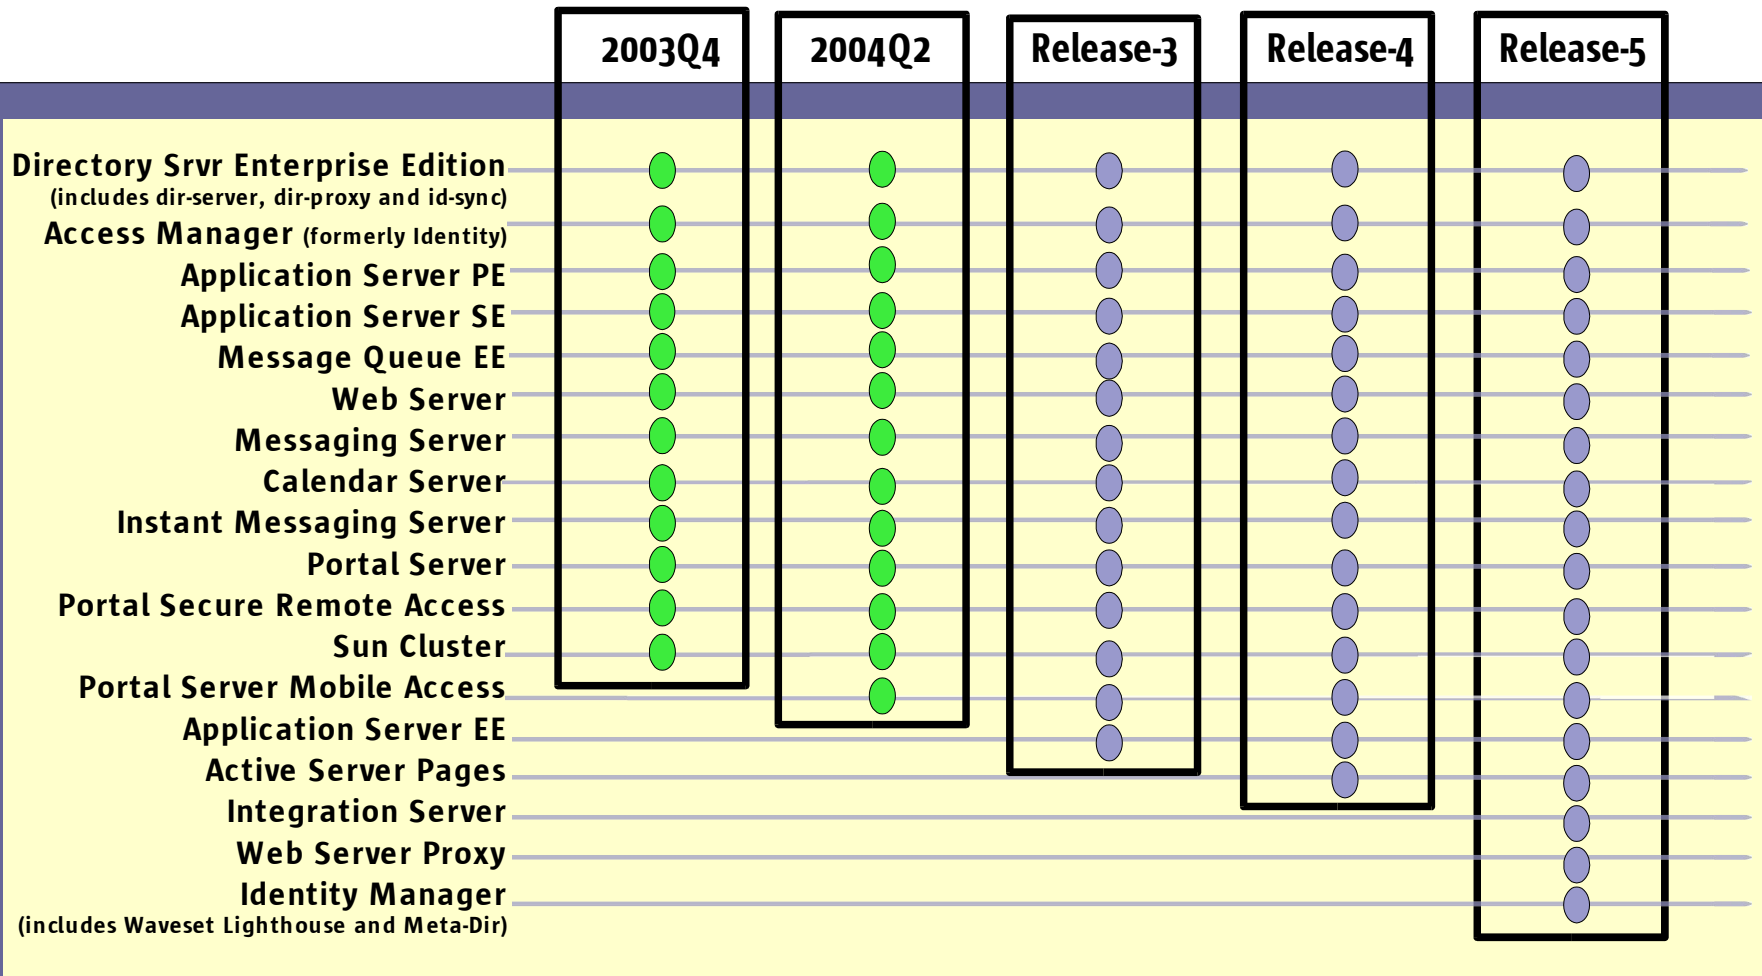 2003Q4 2004Q2 Release-3 Release-4 Release-5
Directory Srvr Enterprise Edition
(includes dir-server, dir-proxy and id-sync)
Access Manager (formerly Identity)
Application Server PE
Application Server SE
Message Queue EE
Web Server
Messaging Server
Calendar Server
Instant Messaging Server
Portal Server
Portal Secure Remote Access
Sun Cluster
Portal Server Mobile Access
Application Server EE
Active Server Pages
Integration Server
Web Server Proxy
Identity Manager
(includes Waveset Lighthouse and Meta-Dir)